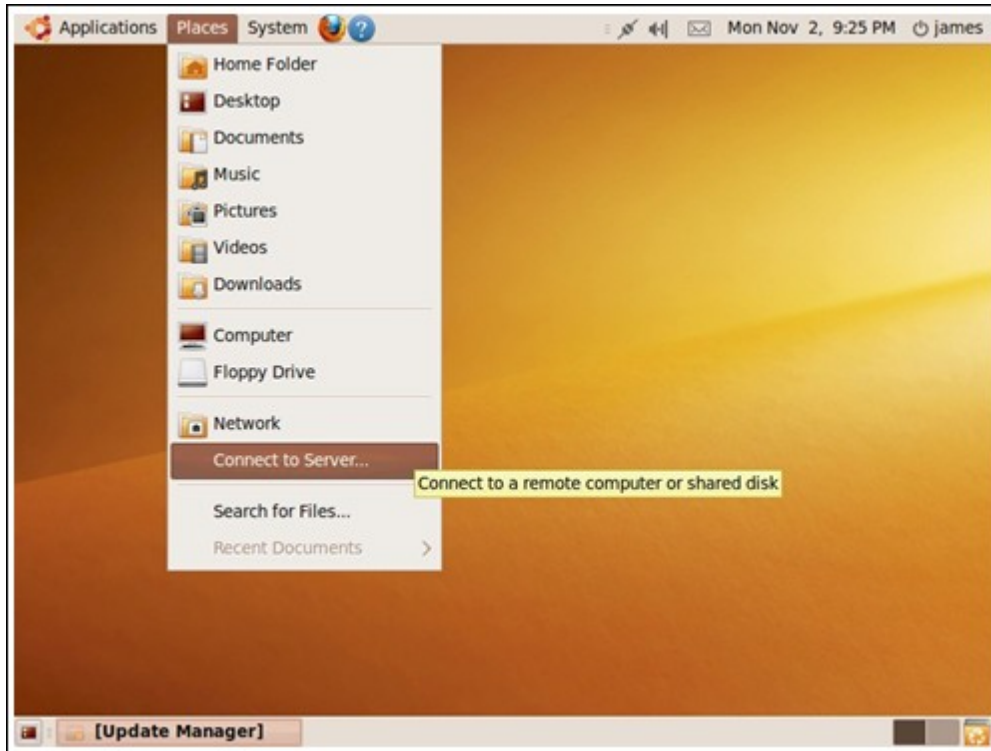 Applications Places System Mon Nov 2, 9:25 PM james
Home Folder
Desktop
Documents
Music
Pictures
Videos
Downloads
Computer
Floppy Drive
Network
Connect to Server...
Connect to a remote computer or shared disk
Search for Files...
Recent Documents
[Update Manager]